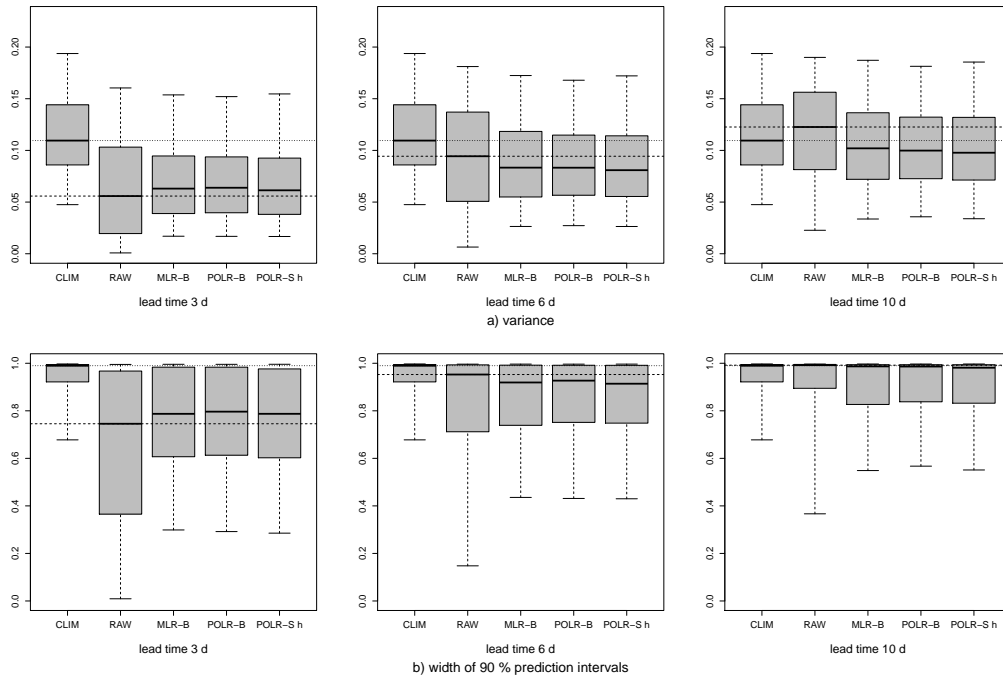 0.00 0.05 0.10 0.15 0.20
CLIM RAW MLR−B POLR−B POLR−S h
lead time 3 d
0.00 0.05 0.10 0.15 0.20
CLIM RAW MLR−B POLR−B POLR−S h
lead time 6 d
0.00 0.05 0.10 0.15 0.20
CLIM RAW MLR−B POLR−B POLR−S h
lead time 10 d
a) variance
0.0 0.2 0.4 0.6 0.8 1.0
CLIM RAW MLR−B POLR−B POLR−S h
lead time 3 d
0.0 0.2 0.4 0.6 0.8 1.0
CLIM RAW MLR−B POLR−B POLR−S h
lead time 6 d
0.0 0.2 0.4 0.6 0.8 1.0
CLIM RAW MLR−B POLR−B POLR−S h
lead time 10 d
b) width of 90 % prediction intervals